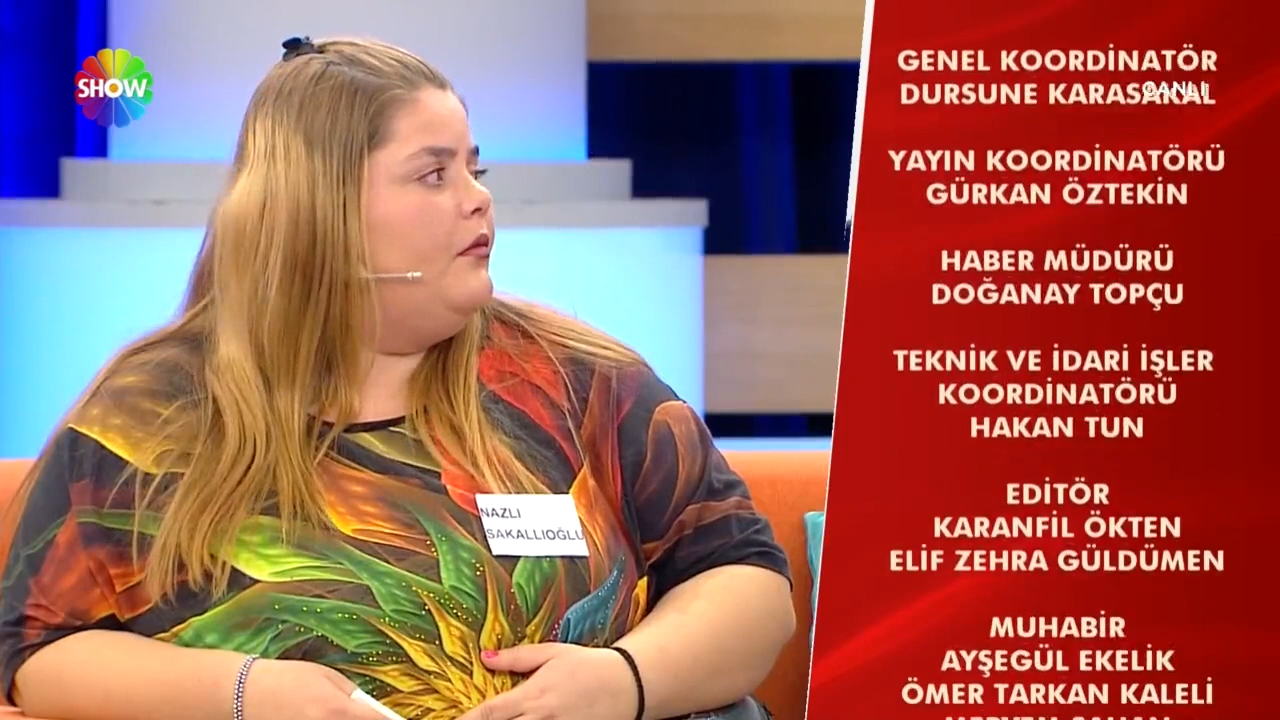 SHOW
NAZLI
SAKALLIOĞLU
CANLI
GENEL KOORDİNATÖR
DURSUNE KARASAKAL
YAYIN KOORDİNATÖRÜ
GÜRKAN ÖZTEKİN
HABER MÜDÜRÜ
DOĞANAY TOPÇU
TEKNİK VE İDARİ İŞLER
KOORDİNATÖRÜ
HAKAN TUN
EDİTÖR
KARANFİL ÖKTEN
ELİF ZEHRA GÜLDÜMEN
MUHABİR
AYŞEGÜL EKELİK
ÖMER TARKAN KALELİ